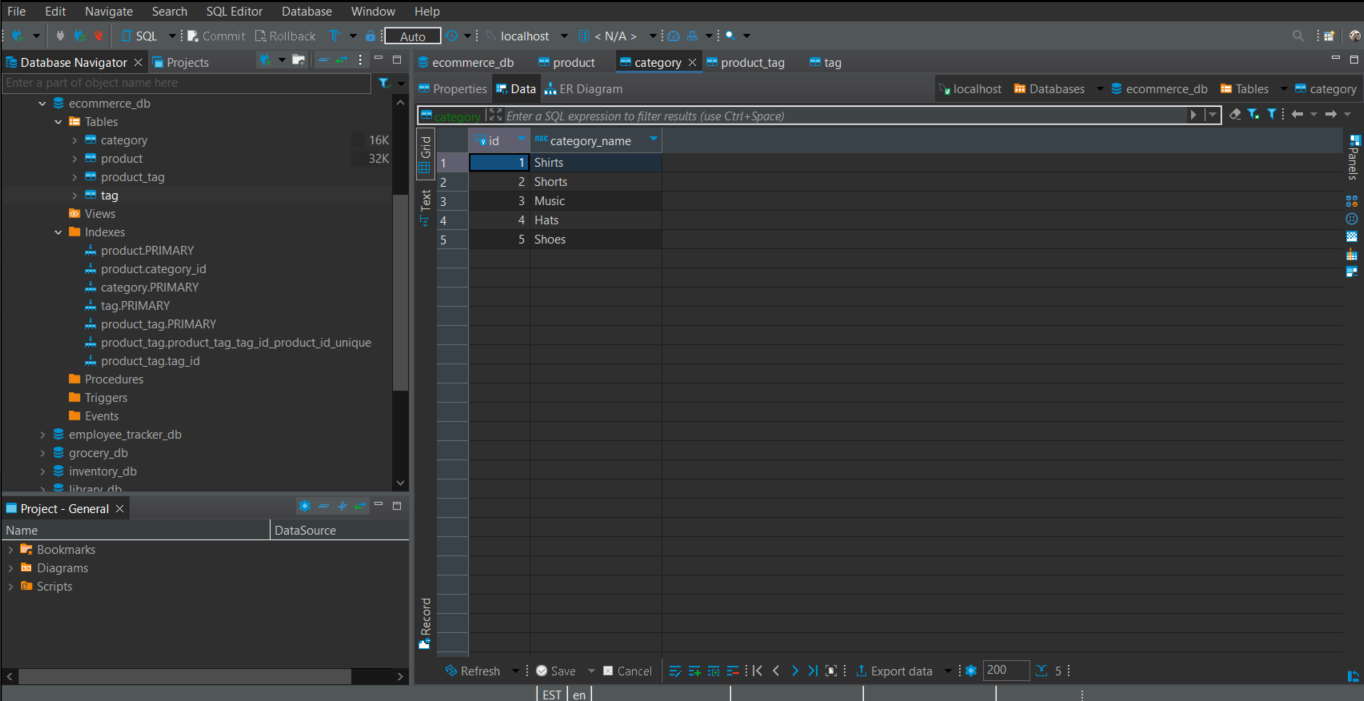 File Edit Navigate Search SQL Editor Database Window Help
SQL Commit Rollback Auto localhost < N/A >
Database Navigator Projects
Enter a part of object name here
ecommerce_db
Tables
category 16K
product 32K
product_tag
tag
Views
Indexes
product.PRIMARY
product.category_id
category.PRIMARY
tag.PRIMARY
product_tag.PRIMARY
product_tag.product_tag_tag_id_product_id_unique
product_tag.tag_id
Procedures
Triggers
Events
employee_tracker_db
grocery_db
inventory_db
library_db
Project - General
Name DataSource
Bookmarks
Diagrams
Scripts
ecommerce_db product category product_tag tag
Properties Data ER Diagram localhost Databases ecommerce_db Tables category
category Enter a SQL expression to filter results (use Ctrl+Space)
Grid
Text
Record
id ABC category_name
1 1 Shirts
2 2 Shorts
3 3 Music
4 4 Hats
5 5 Shoes
Panels
Refresh Save Cancel Export data 200 5
EST en